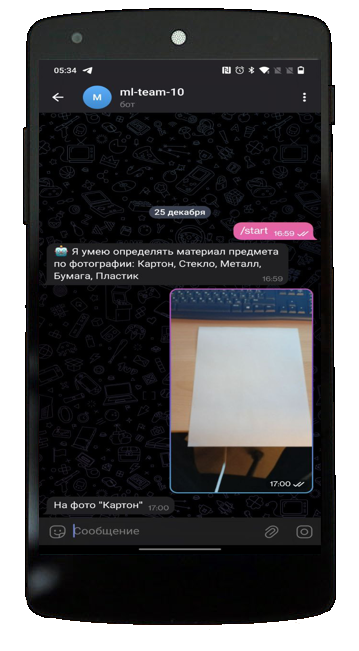 05:34
M
ml-team-10
бот
25 декабря
/start 16:59
Я умею определять материал предмета
по фотографии: Картон, Стекло, Металл,
Бумага, Пластик
16:59
17:00
На фото "Картон" 17:00
Сообщение